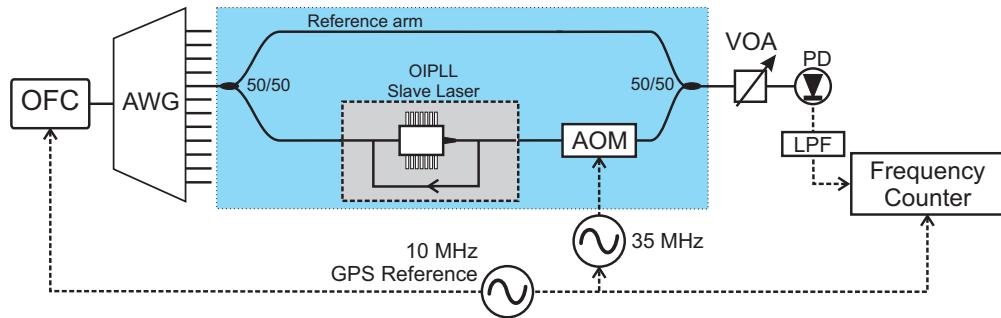 Reference arm
OIPLL
Slave Laser
50/50
50/50
VOA
PD
OFC
AWG
AOM
LPF
Frequency
Counter
35 MHz
10 MHz
GPS Reference